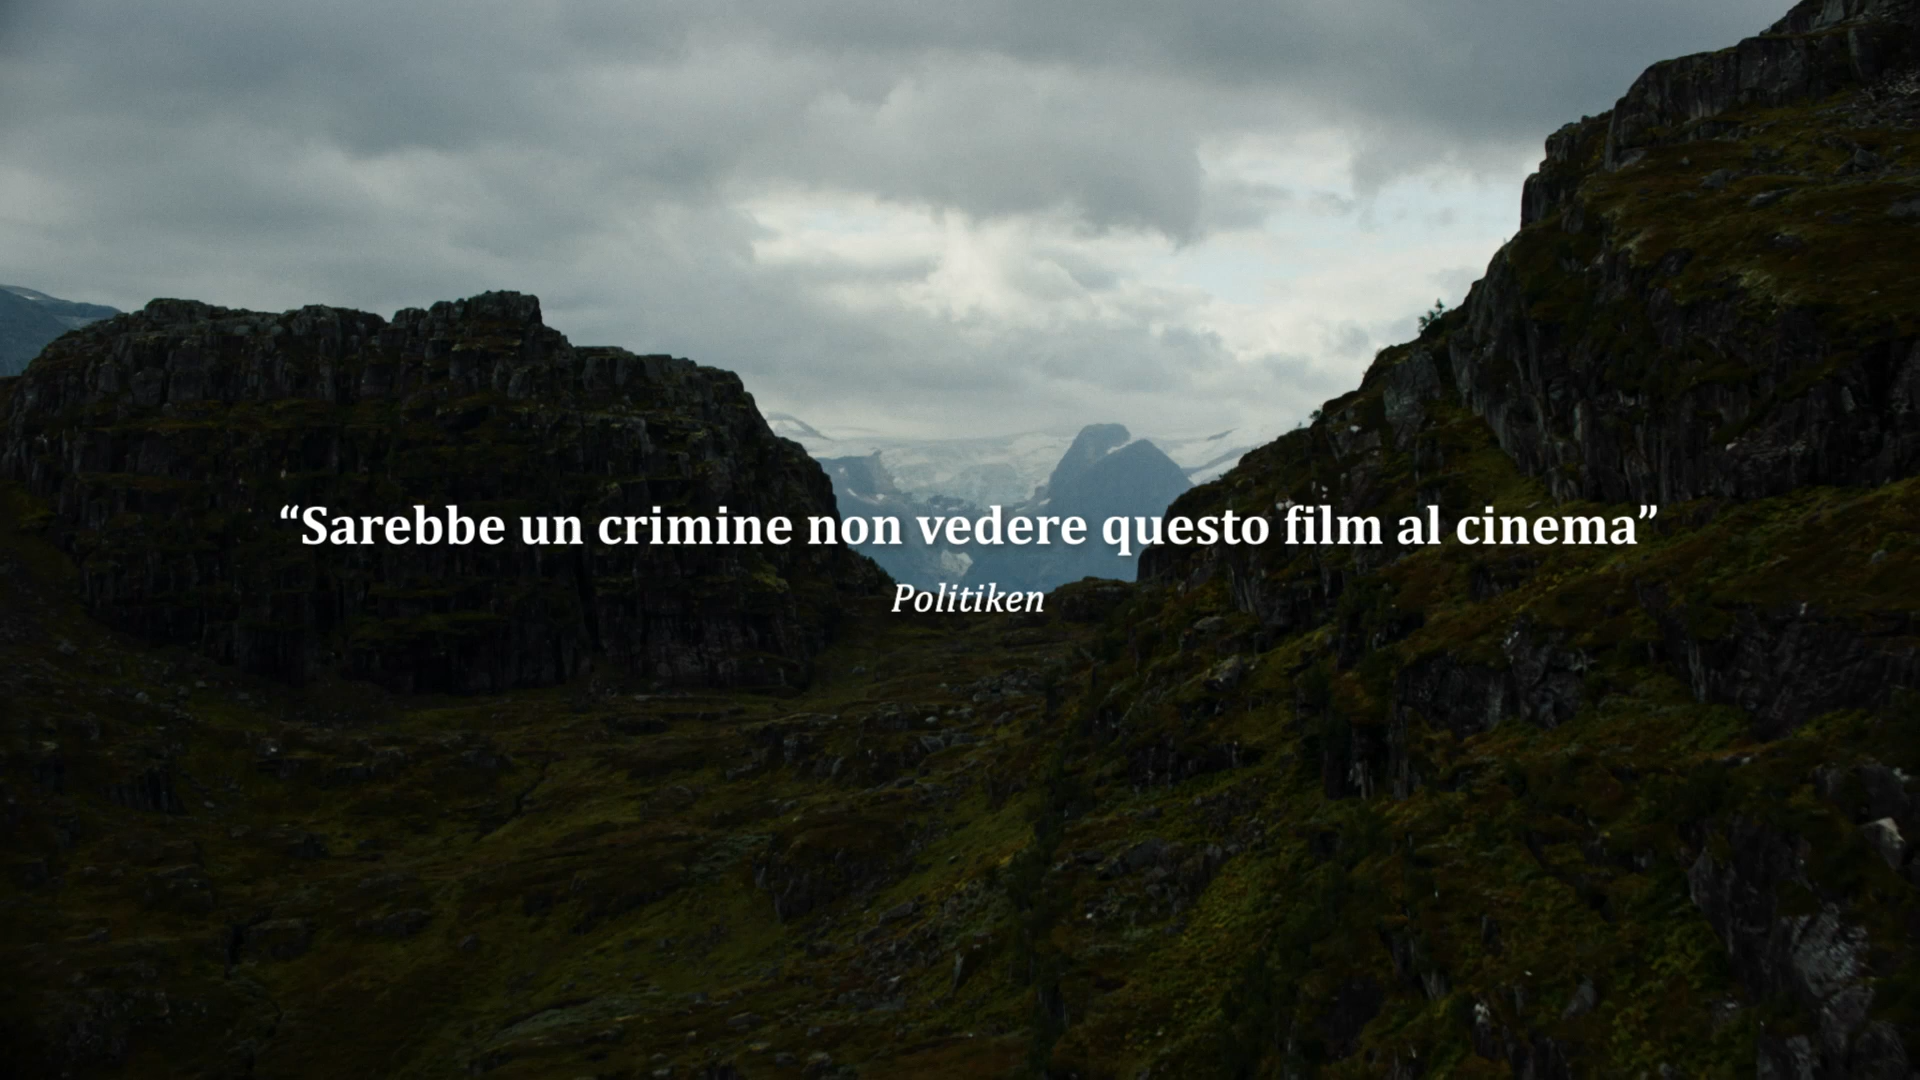 “Sarebbe un crimine non vedere questo film al cinema”
Politiken